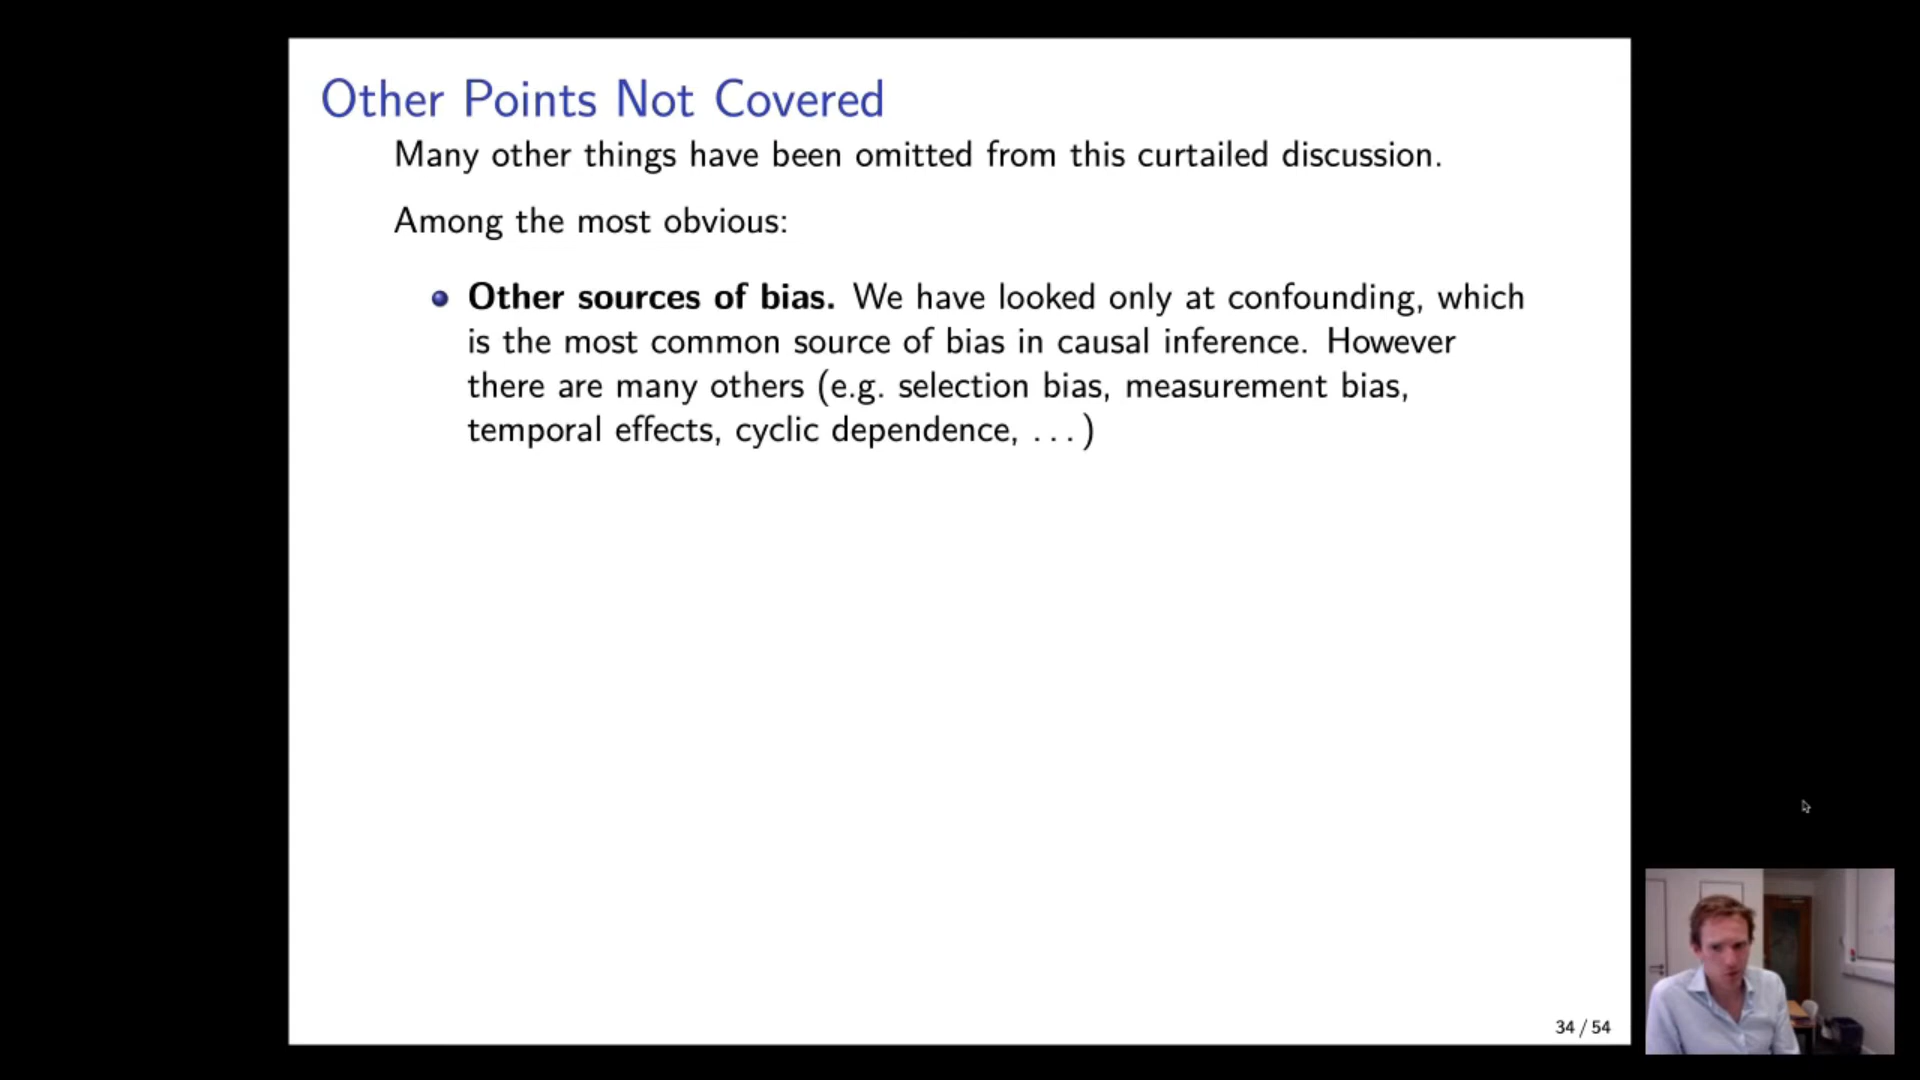 Other Points Not Covered
Many other things have been omitted from this curtailed discussion.
Among the most obvious:
Other sources of bias. We have looked only at confounding, which
is the most common source of bias in causal inference. However
there are many others (e.g. selection bias, measurement bias,
temporal effects, cyclic dependence, . . . )
34 / 54